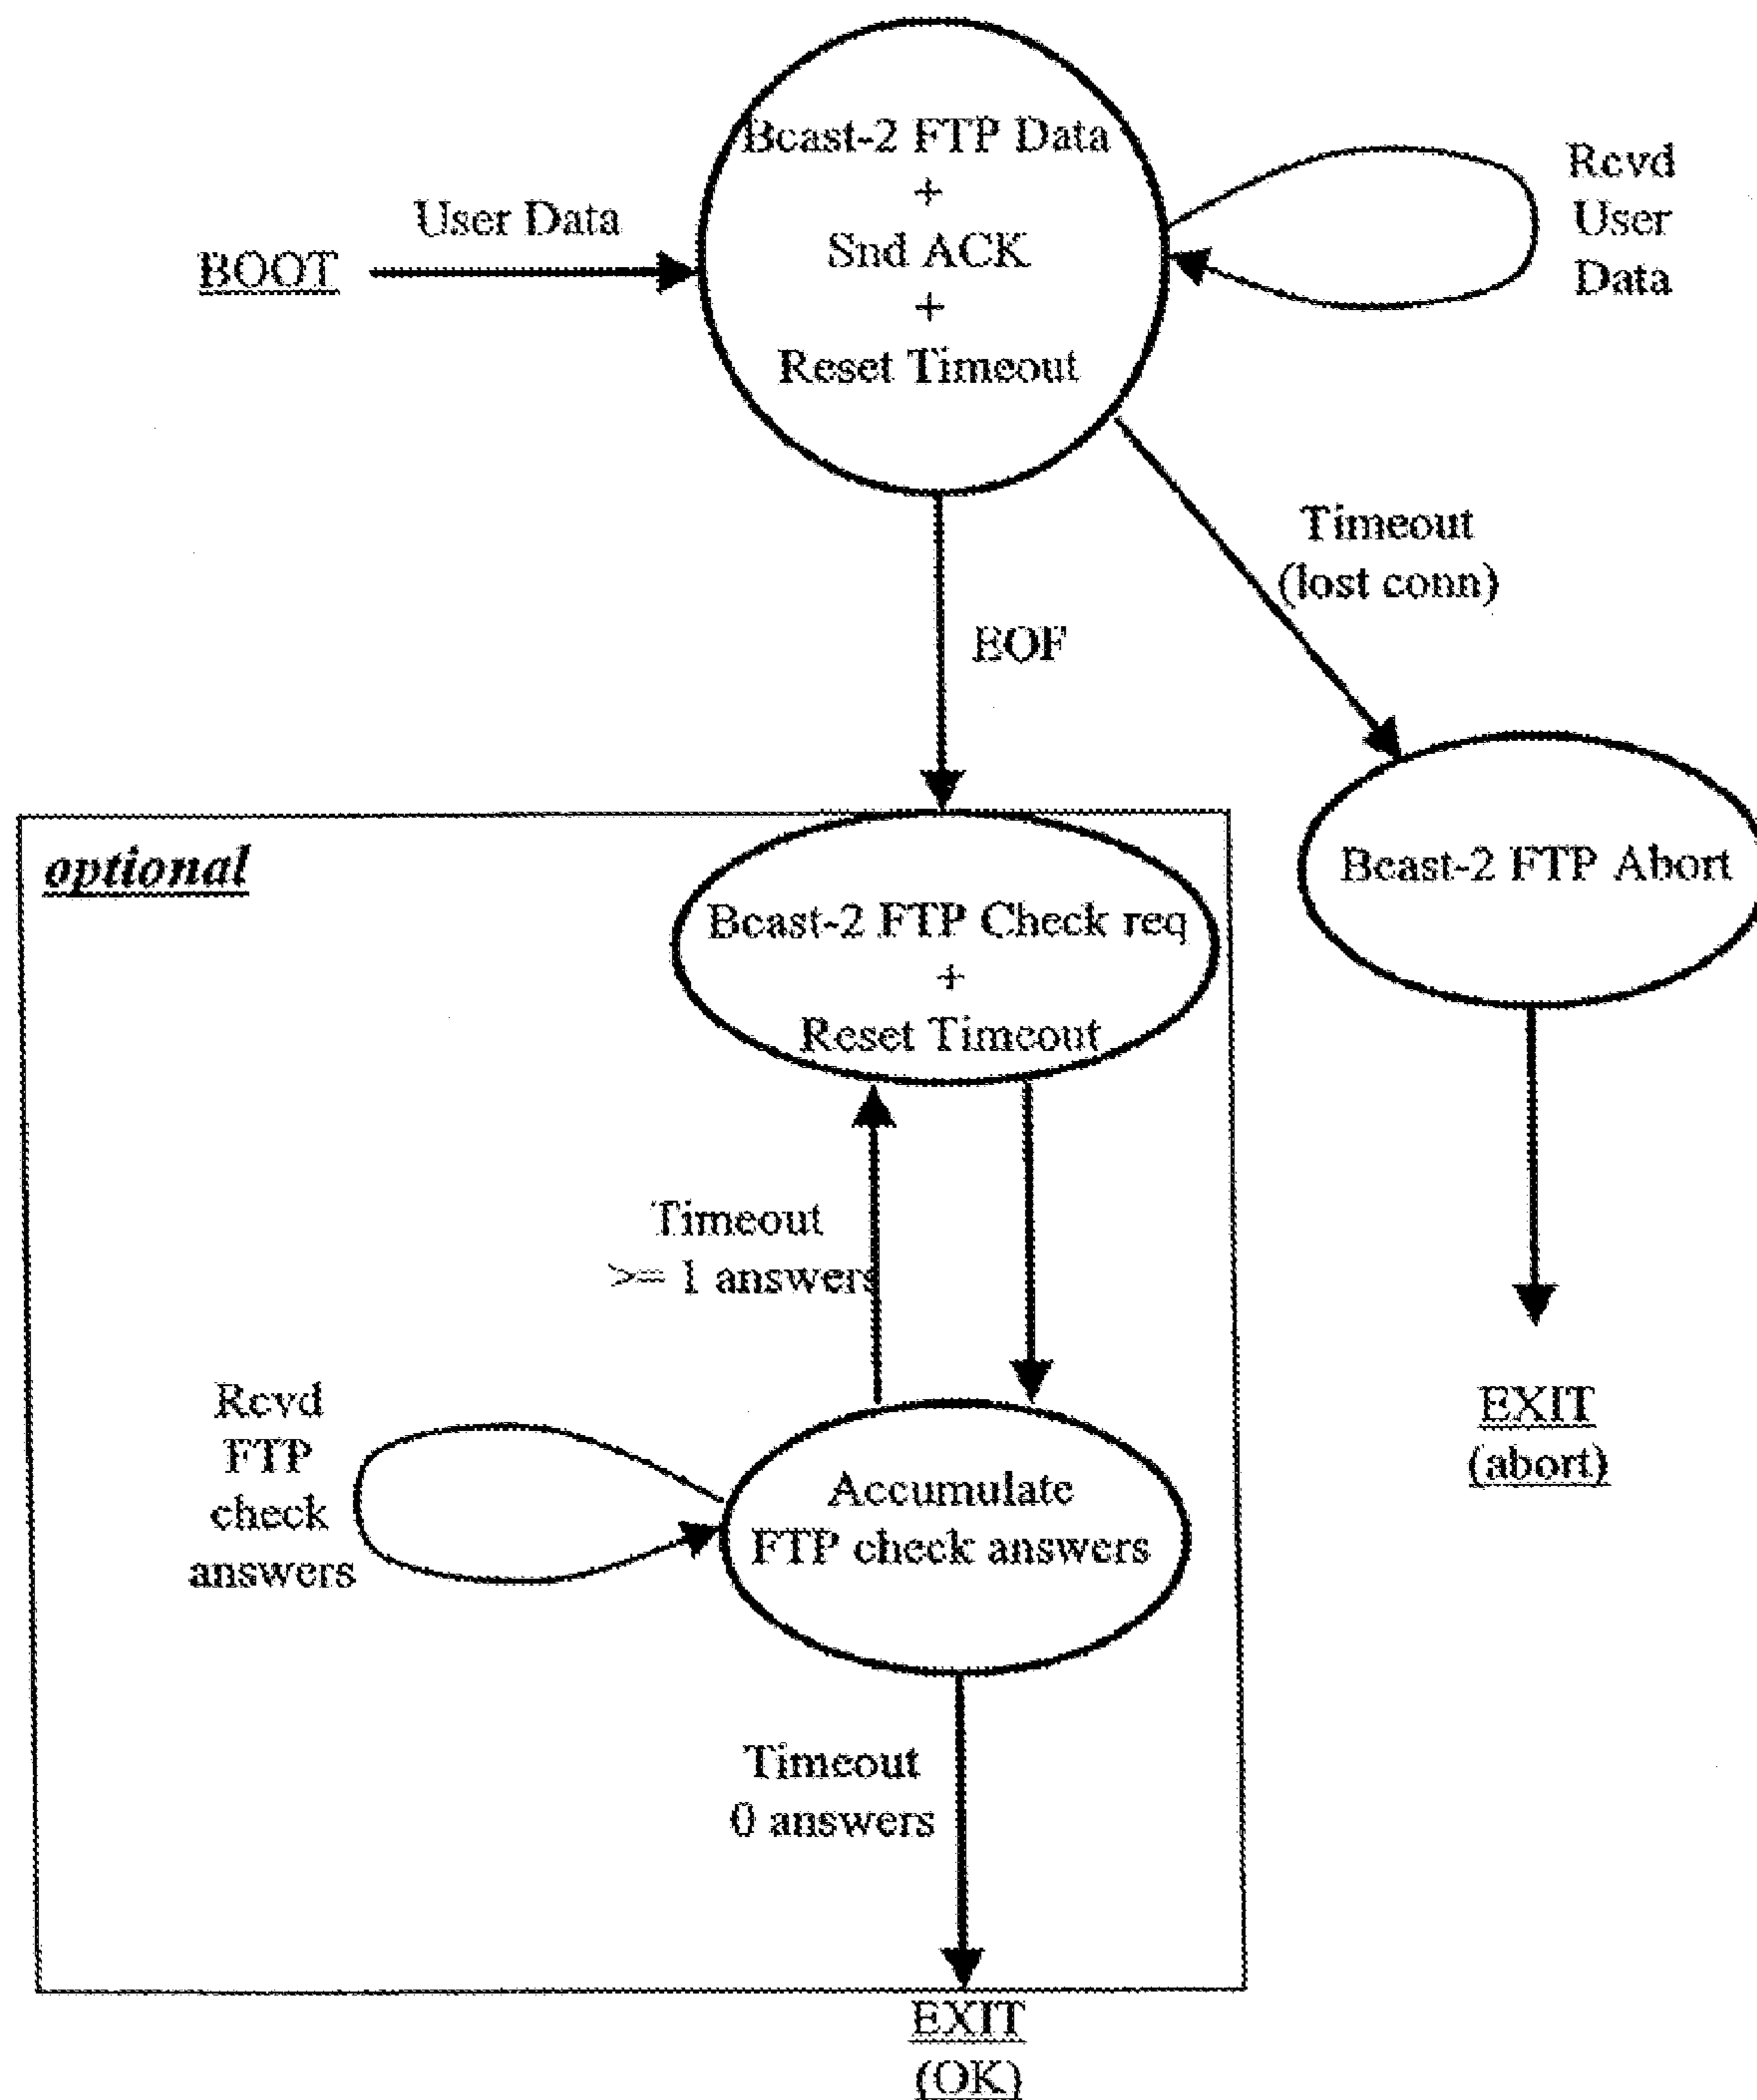 Bcast-2 FTP Data
+
Snd ACK
+
Reset Timeout
Rcvd
User
Data
User Data
BOOT
Timeout
(lost conn)
EOF
optional
Bcast-2 FTP Check req
+
Reset Timeout
Bcast-2 FTP Abort
Timeout
>= 1 answers
Rcvd
FTP
check
answers
Accumulate
FTP check answers
EXIT
(abort)
Timeout
0 answers
EXIT
(OK)